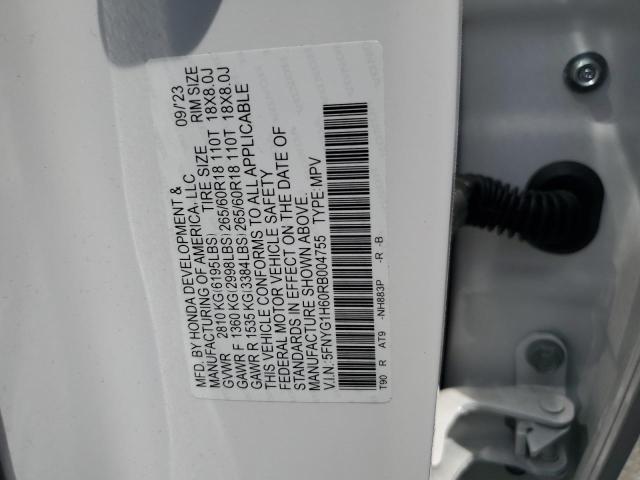 MFD. BY HONDA DEVELOPMENT & 09/'23
MANUFACTURING OF AMERICA, LLC
TIRE SIZE RIM SIZE
GVWR 2810 KG(6195LBS)
GAWR F 1360 KG(2998LBS) 265/60R18 110T 18X8.0J
GAWR R 1535 KG(3384LBS) 265/60R18 110T 18X8.0J
THIS VEHICLE CONFORMS TO ALL APPLICABLE
FEDERAL MOTOR VEHICLE SAFETY
STANDARDS IN EFFECT ON THE DATE OF
MANUFACTURE SHOWN ABOVE.
V.I.N.:5FNYG1H60RB004755 TYPE:MPV
T90 R AT9 -NH883P -R -B-